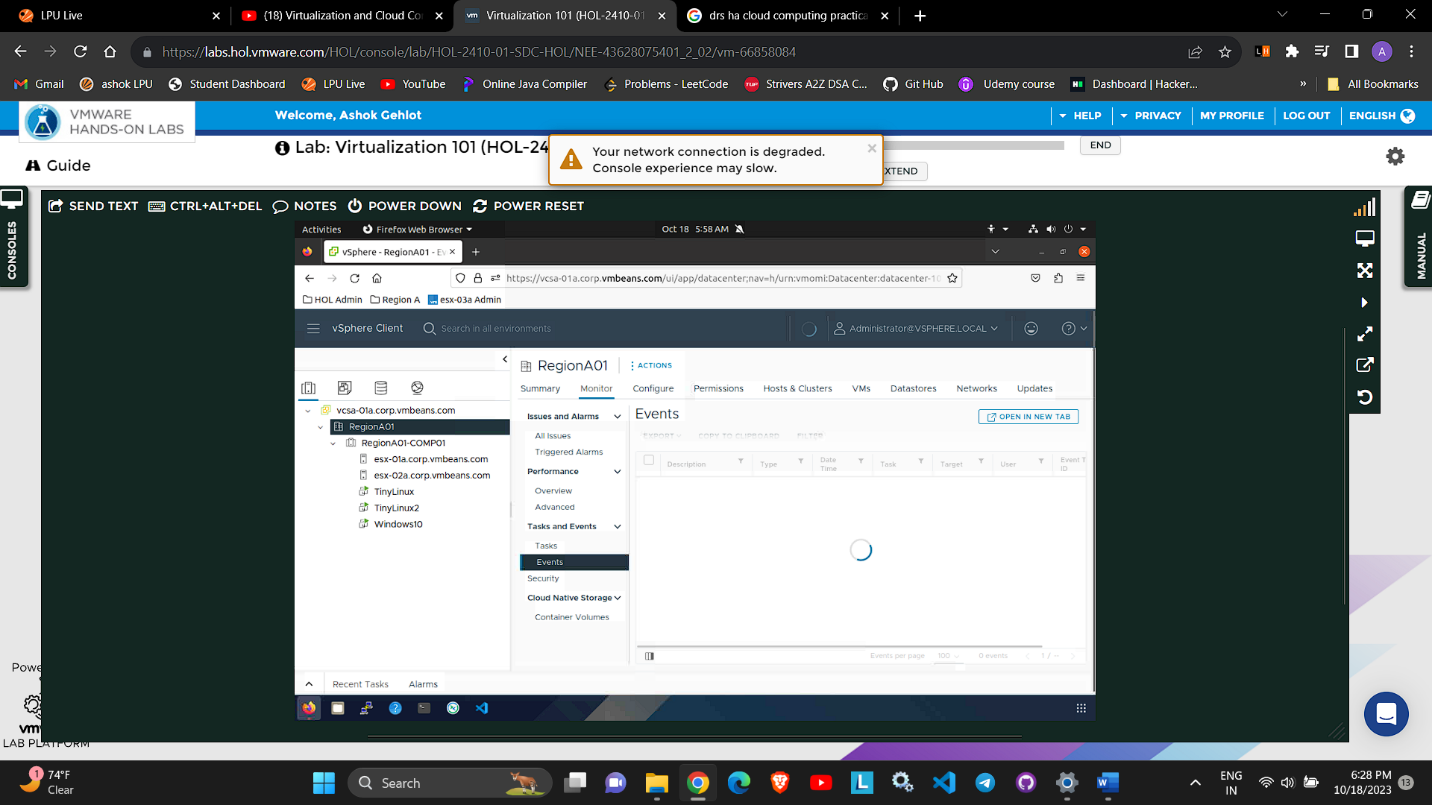 LPU Live
(18) Virtualization and Cloud Co
Virtualization 101 (HOL-2410-01
drs ha cloud computing practica
https://labs.hol.vmware.com/HOL/console/lab/HOL-2410-01-SDC-HOL/NEE-43628075401_2_02/vm-66858084
A
Gmail
ashok LPU
Student Dashboard
LPU Live
YouTube
Online Java Compiler
Problems - LeetCode
Strivers A2Z DSA C...
Git Hub
Udemy course
Dashboard | Hacker...
»
All Bookmarks
VMWARE
HANDS-ON LABS
Welcome, Ashok Gehlot
HELP
PRIVACY
MY PROFILE
LOG OUT
ENGLISH
Guide
Lab: Virtualization 101 (HOL-24
Your network connection is degraded.
Console experience may slow.
END
XTEND
CONSOLES
MANUAL
SEND TEXT
CTRL+ALT+DEL
NOTES
POWER DOWN
POWER RESET
Activities
Firefox Web Browser
Oct 18 5:58 AM
vSphere - RegionA01 - Ev
https://vcsa-01a.corp.vmbeans.com/ui/app/datacenter;nav=h/urn:vmomi:Datacenter:datacenter-10
HOL Admin
Region A
esx-03a Admin
vSphere Client
Search in all environments
Administrator@VSPHERE.LOCAL
vcsa-01a.corp.vmbeans.com
RegionA01
RegionA01-COMP01
esx-01a.corp.vmbeans.com
esx-02a.corp.vmbeans.com
TinyLinux
TinyLinux2
Windows10
RegionA01
ACTIONS
Summary
Monitor
Configure
Permissions
Hosts & Clusters
VMs
Datastores
Networks
Updates
Issues and Alarms
All Issues
Triggered Alarms
Performance
Overview
Advanced
Tasks and Events
Tasks
Events
Security
Cloud Native Storage
Container Volumes
Events
OPEN IN NEW TAB
EXPORT
COPY TO CLIPBOARD
FILTER
Description
Type
Date
Time
Task
Target
User
Event T
ID
Events per page
100
0 events
1 / --
Recent Tasks
Alarms
Powe
vm
LAB PLATFORM
1
74°F
Clear
Search
ENG
IN
6:28 PM
10/18/2023
13